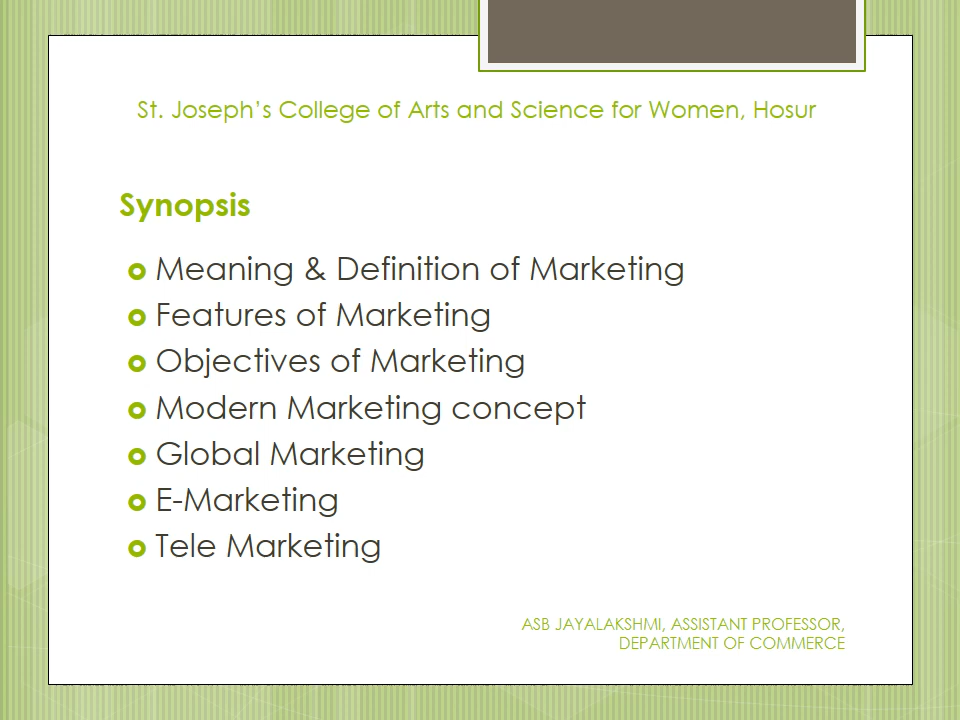 St. Joseph’s College of Arts and Science for Women, Hosur
Synopsis
Meaning & Definition of Marketing
Features of Marketing
Objectives of Marketing
Modern Marketing concept
Global Marketing
E-Marketing
Tele Marketing
ASB JAYALAKSHMI, ASSISTANT PROFESSOR,
DEPARTMENT OF COMMERCE